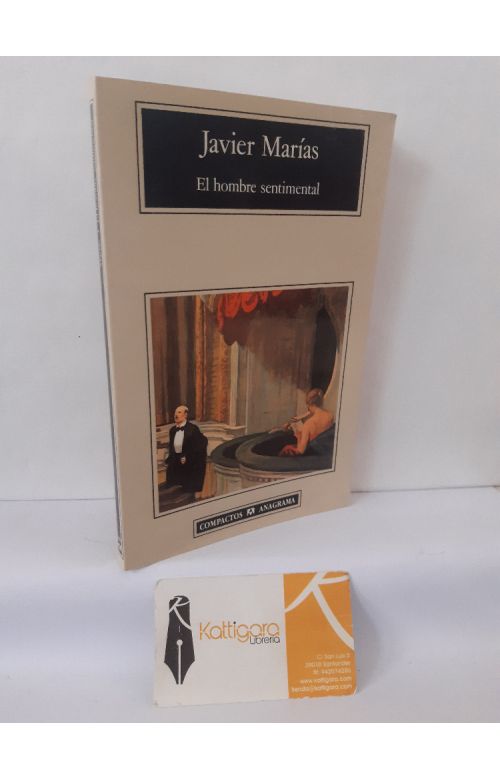 Javier Marías
El hombre sentimental
COMPACTOS ANAGRAMA
Kattigara
Librería
C/ San Luis 5
39010 Santander
www.kattigara.com
tienda@kattigara.com